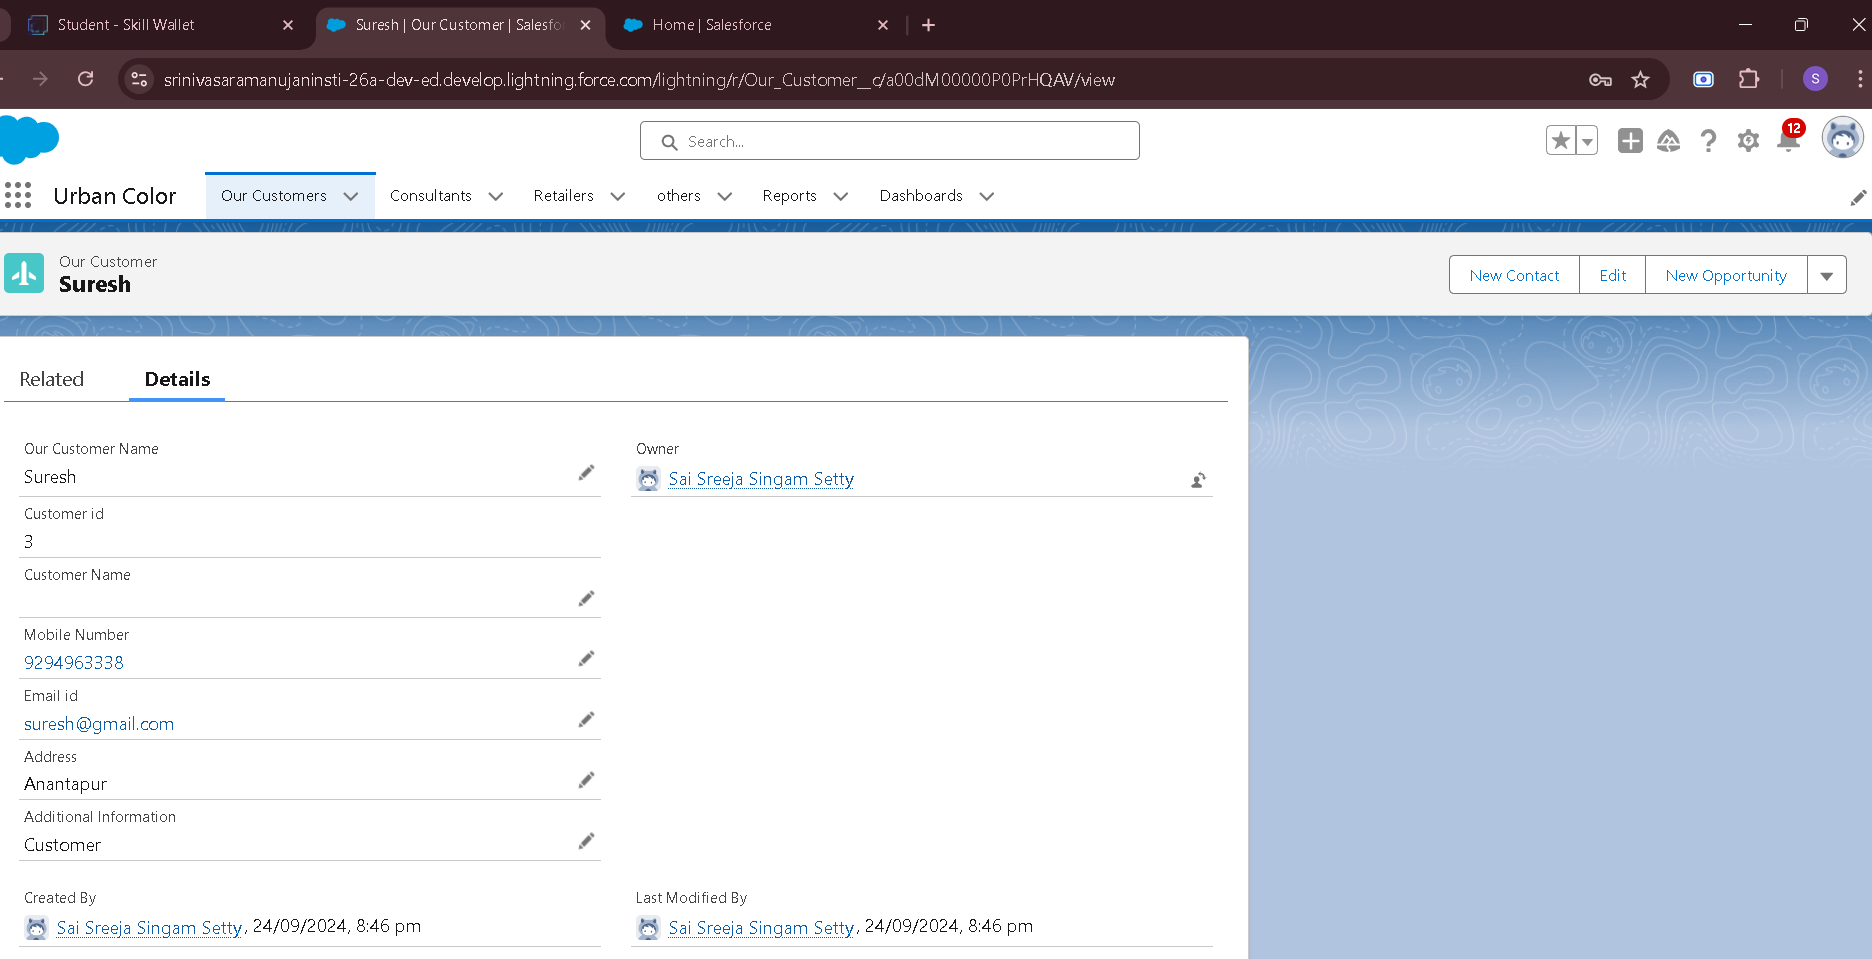 Student - Skill Wallet
Suresh | Our Customer | Salesfo
Home | Salesforce
srinivasaramanujaninsti-26a-dev-ed.develop.lightning.force.com/lightning/r/Our_Customer__c/a00dM00000P0PrHQAV/view
S
Search...
12
Urban Color
Our Customers
Consultants
Retailers
others
Reports
Dashboards
Our Customer
Suresh
New Contact
Edit
New Opportunity
Related
Details
Our Customer Name
Suresh
Owner
Sai Sreeja Singam Setty
Customer id
3
Customer Name
Mobile Number
9294963338
Email id
suresh@gmail.com
Address
Anantapur
Additional Information
Customer
Created By
Sai Sreeja Singam Setty, 24/09/2024, 8:46 pm
Last Modified By
Sai Sreeja Singam Setty, 24/09/2024, 8:46 pm